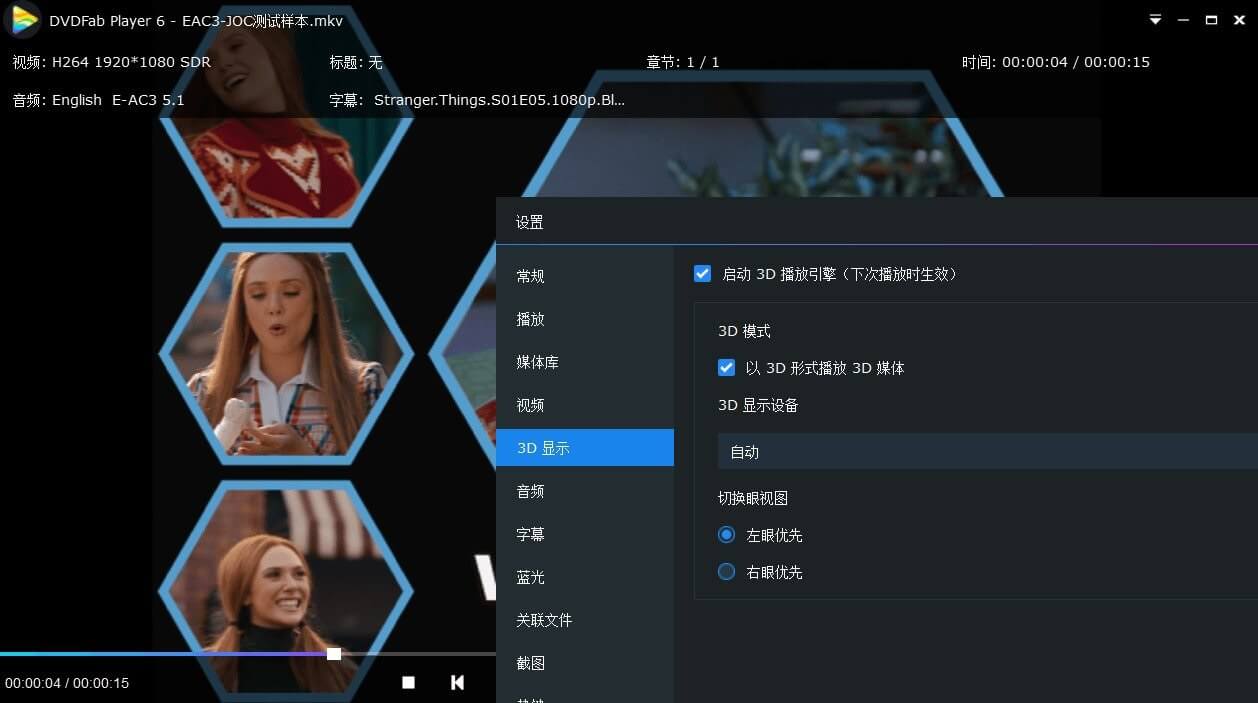 DVDFab Player 6 - EAC3-JOC测试样本.mkv
视频: H264 1920*1080 SDR 标题: 无 章节: 1 / 1 时间: 00:00:04 / 00:00:15
音频: English E-AC3 5.1 字幕: Stranger.Things.S01E05.1080p.Bl...
设置
常规
播放
媒体库
视频
3D 显示
音频
字幕
蓝光
关联文件
截图
启动 3D 播放引擎（下次播放时生效）
3D 模式
以 3D 形式播放 3D 媒体
3D 显示设备
自动
切换眼视图
左眼优先
右眼优先
00:00:04 / 00:00:15